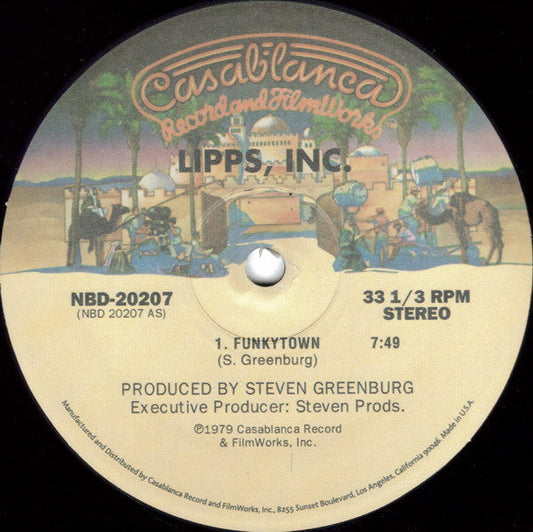 Casablanca
Record and FilmWorks
LIPPS, INC.
NBD-20207
(NBD 20207 AS)
33 1/3 RPM
STEREO
1. FUNKYTOWN 7:49
(S. Greenburg)
PRODUCED BY STEVEN GREENBURG
Executive Producer: Steven Prods.
℗1979 Casablanca Record
& FilmWorks, Inc.
Manufactured and Distributed by Casablanca Record and FilmWorks, Inc., 8255 Sunset Boulevard, Los Angeles, California 90046. Made in U.S.A.